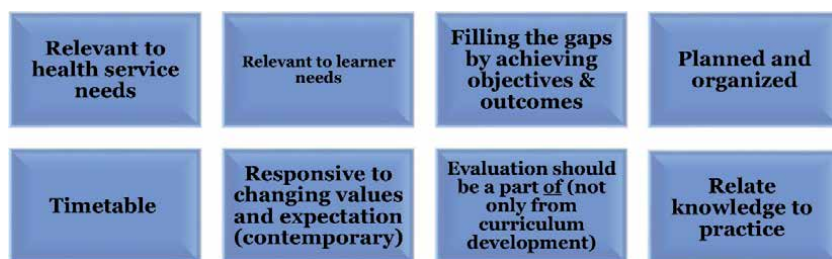 Relevant to
health service
needs
Relevant to learner
needs
Filling the gaps
by achieving
objectives &
outcomes
Planned and
organized
Timetable
Responsive to
changing values
and expectation
(contemporary)
Evaluation should
be a part of (not
only from
curriculum
development)
Relate
knowledge to
practice